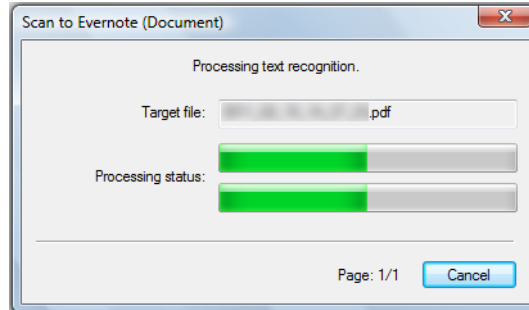 Scan to Evernote (Document)
Processing text recognition.
Target file: .pdf
Processing status:
Page: 1/1 Cancel